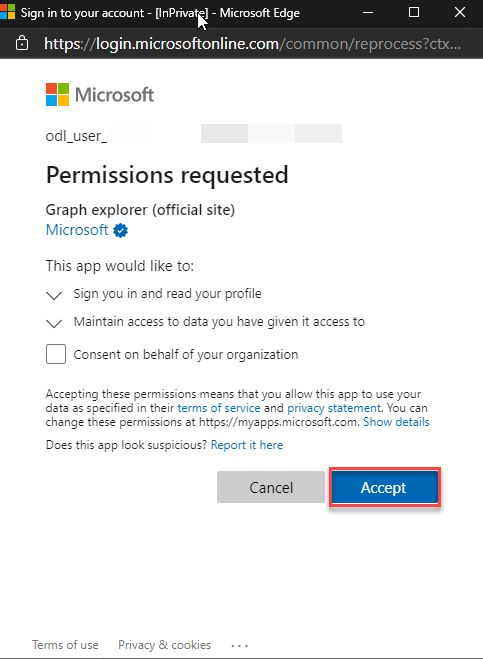 Sign in to your account - [InPrivate] - Microsoft Edge
https://login.microsoftonline.com/common/reprocess?ctx...
Microsoft
odl_user_
Permissions requested
Graph explorer (official site)
Microsoft
This app would like to:
Sign you in and read your profile
Maintain access to data you have given it access to
Consent on behalf of your organization
Accepting these permissions means that you allow this app to use your
data as specified in their terms of service and privacy statement. You can
change these permissions at https://myapps.microsoft.com. Show details
Does this app look suspicious? Report it here
Cancel
Accept
Terms of use
Privacy & cookies
...